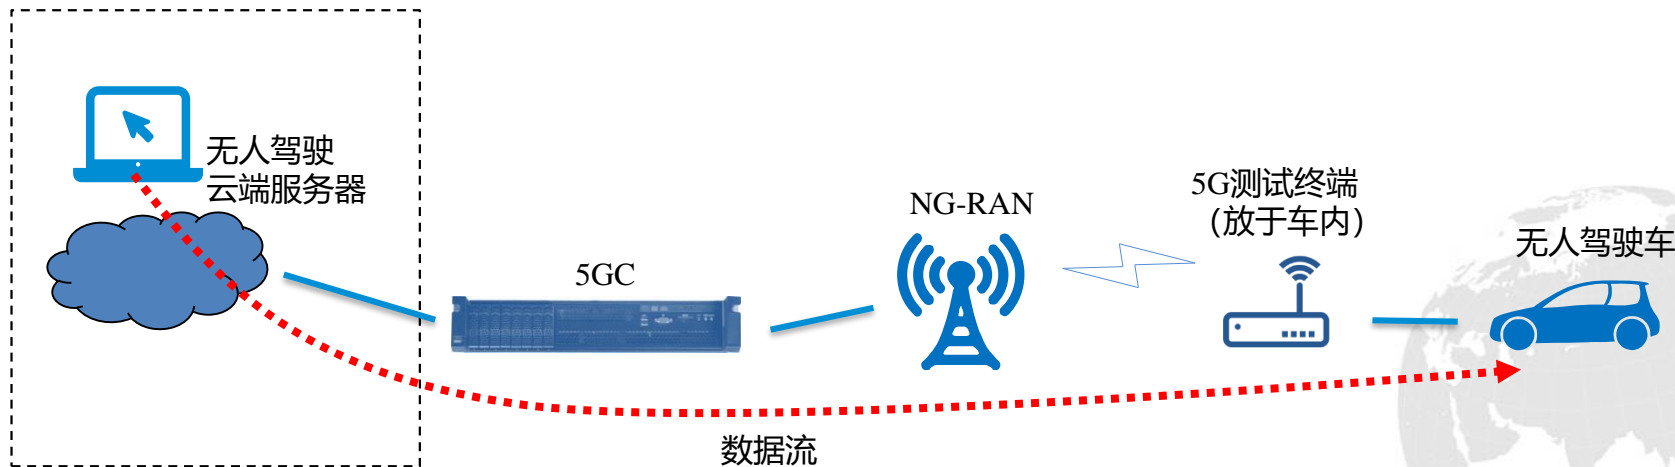 无人驾驶
云端服务器
5GC
NG-RAN
5G测试终端
（放于车内）
无人驾驶车
数据流